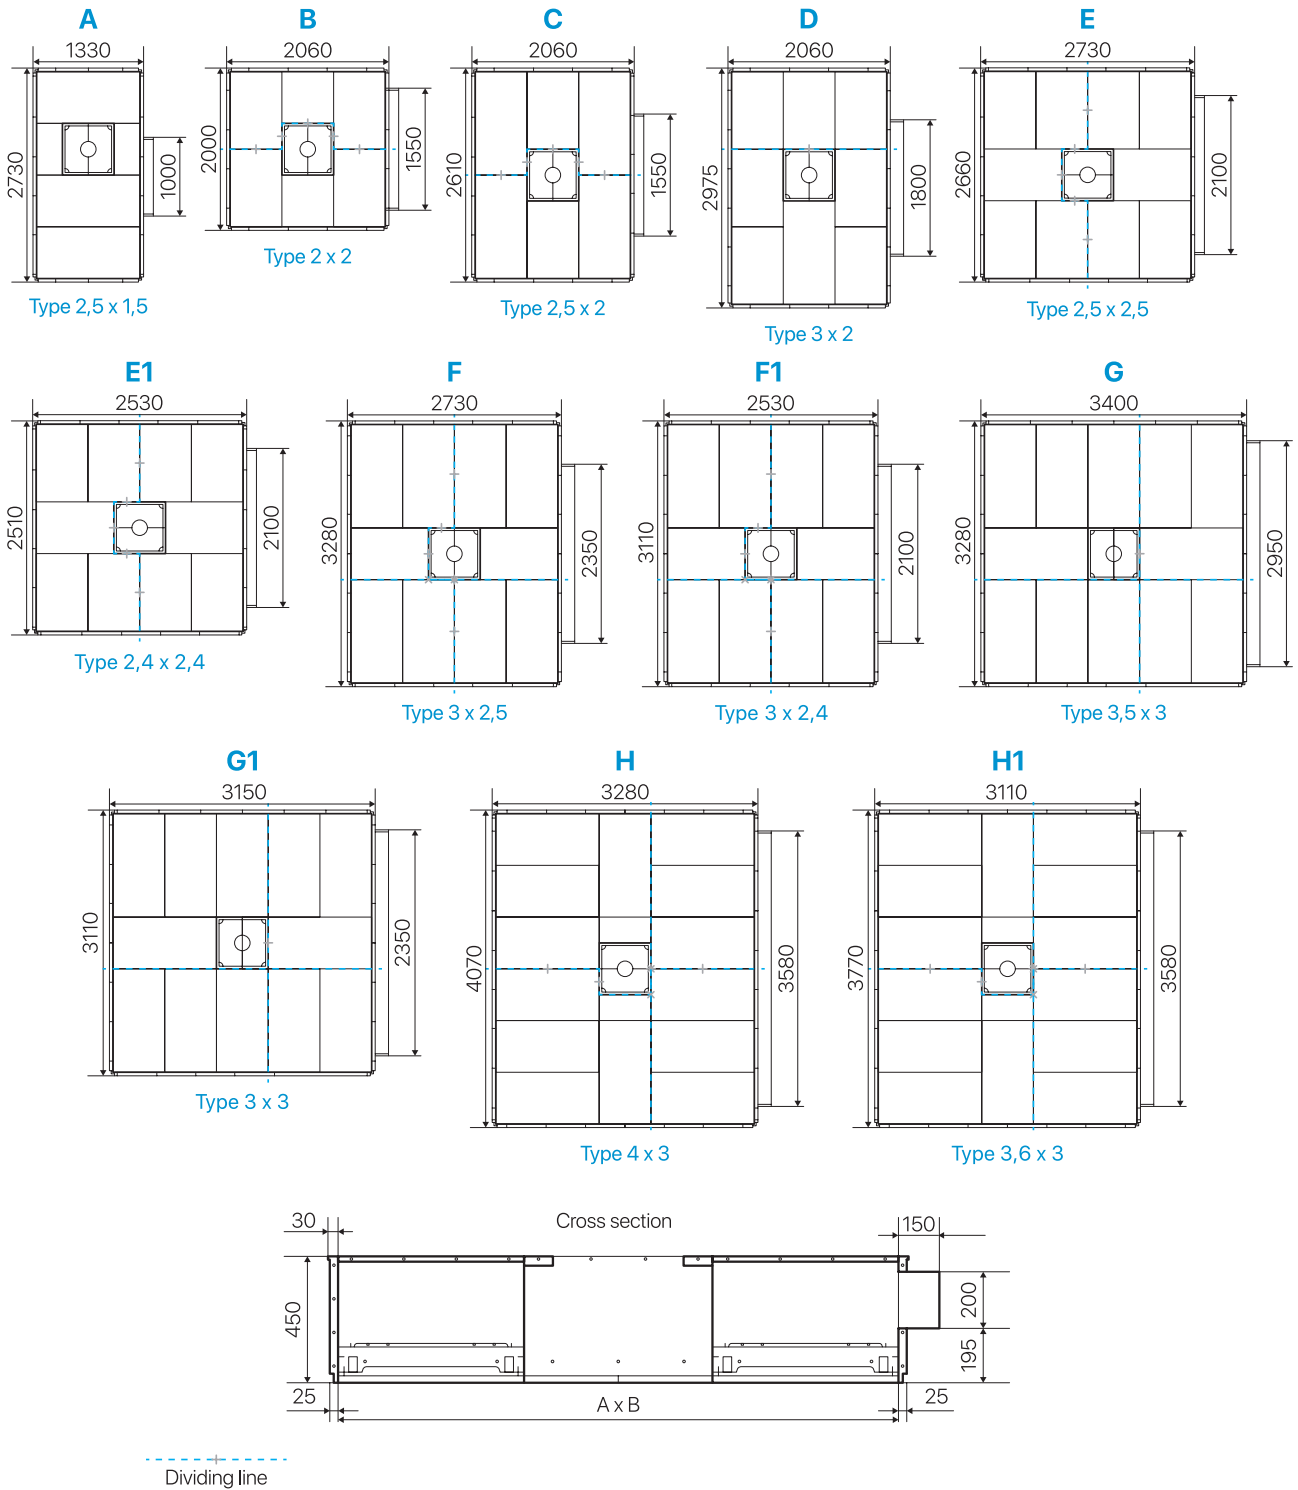 A
B
C
D
E
1330
2060
2060
2060
2730
2730
1000
2000
1550
2610
1550
2975
1800
2660
2100
Type 2 x 2
Type 2,5 x 1,5
Type 2,5 x 2
Type 3 x 2
Type 2,5 x 2,5
E1
F
F1
G
2530
2730
2530
3400
2510
2100
3280
2350
3110
2100
3280
2950
Type 2,4 x 2,4
Type 3 x 2,5
Type 3 x 2,4
Type 3,5 x 3
G1
H
H1
3150
3280
3110
3110
2350
4070
3580
3770
3580
Type 3 x 3
Type 4 x 3
Type 3,6 x 3
30
Cross section
150
450
200
195
25
A x B
25
Dividing line